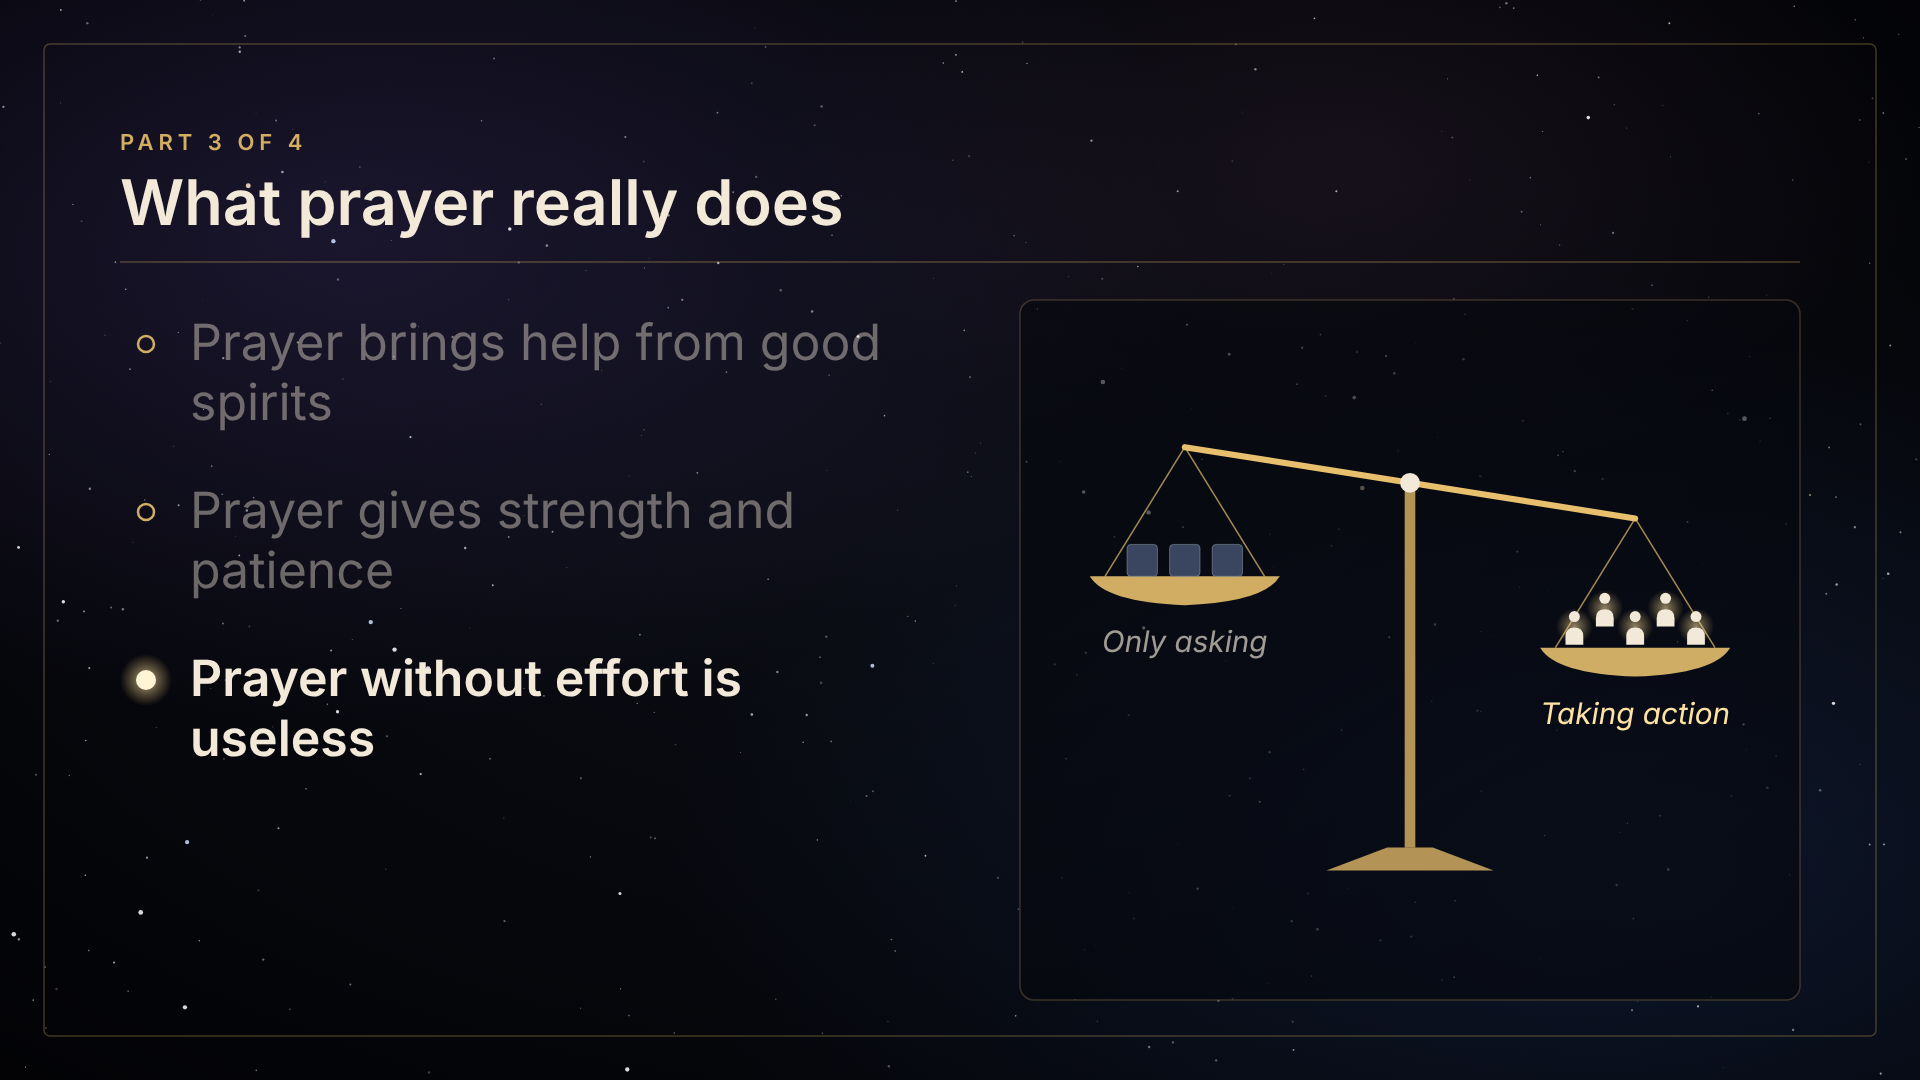 PART 3 OF 4
What prayer really does
Prayer brings help from good
spirits
Prayer gives strength and
patience
Prayer without effort is
useless
Only asking
Taking action